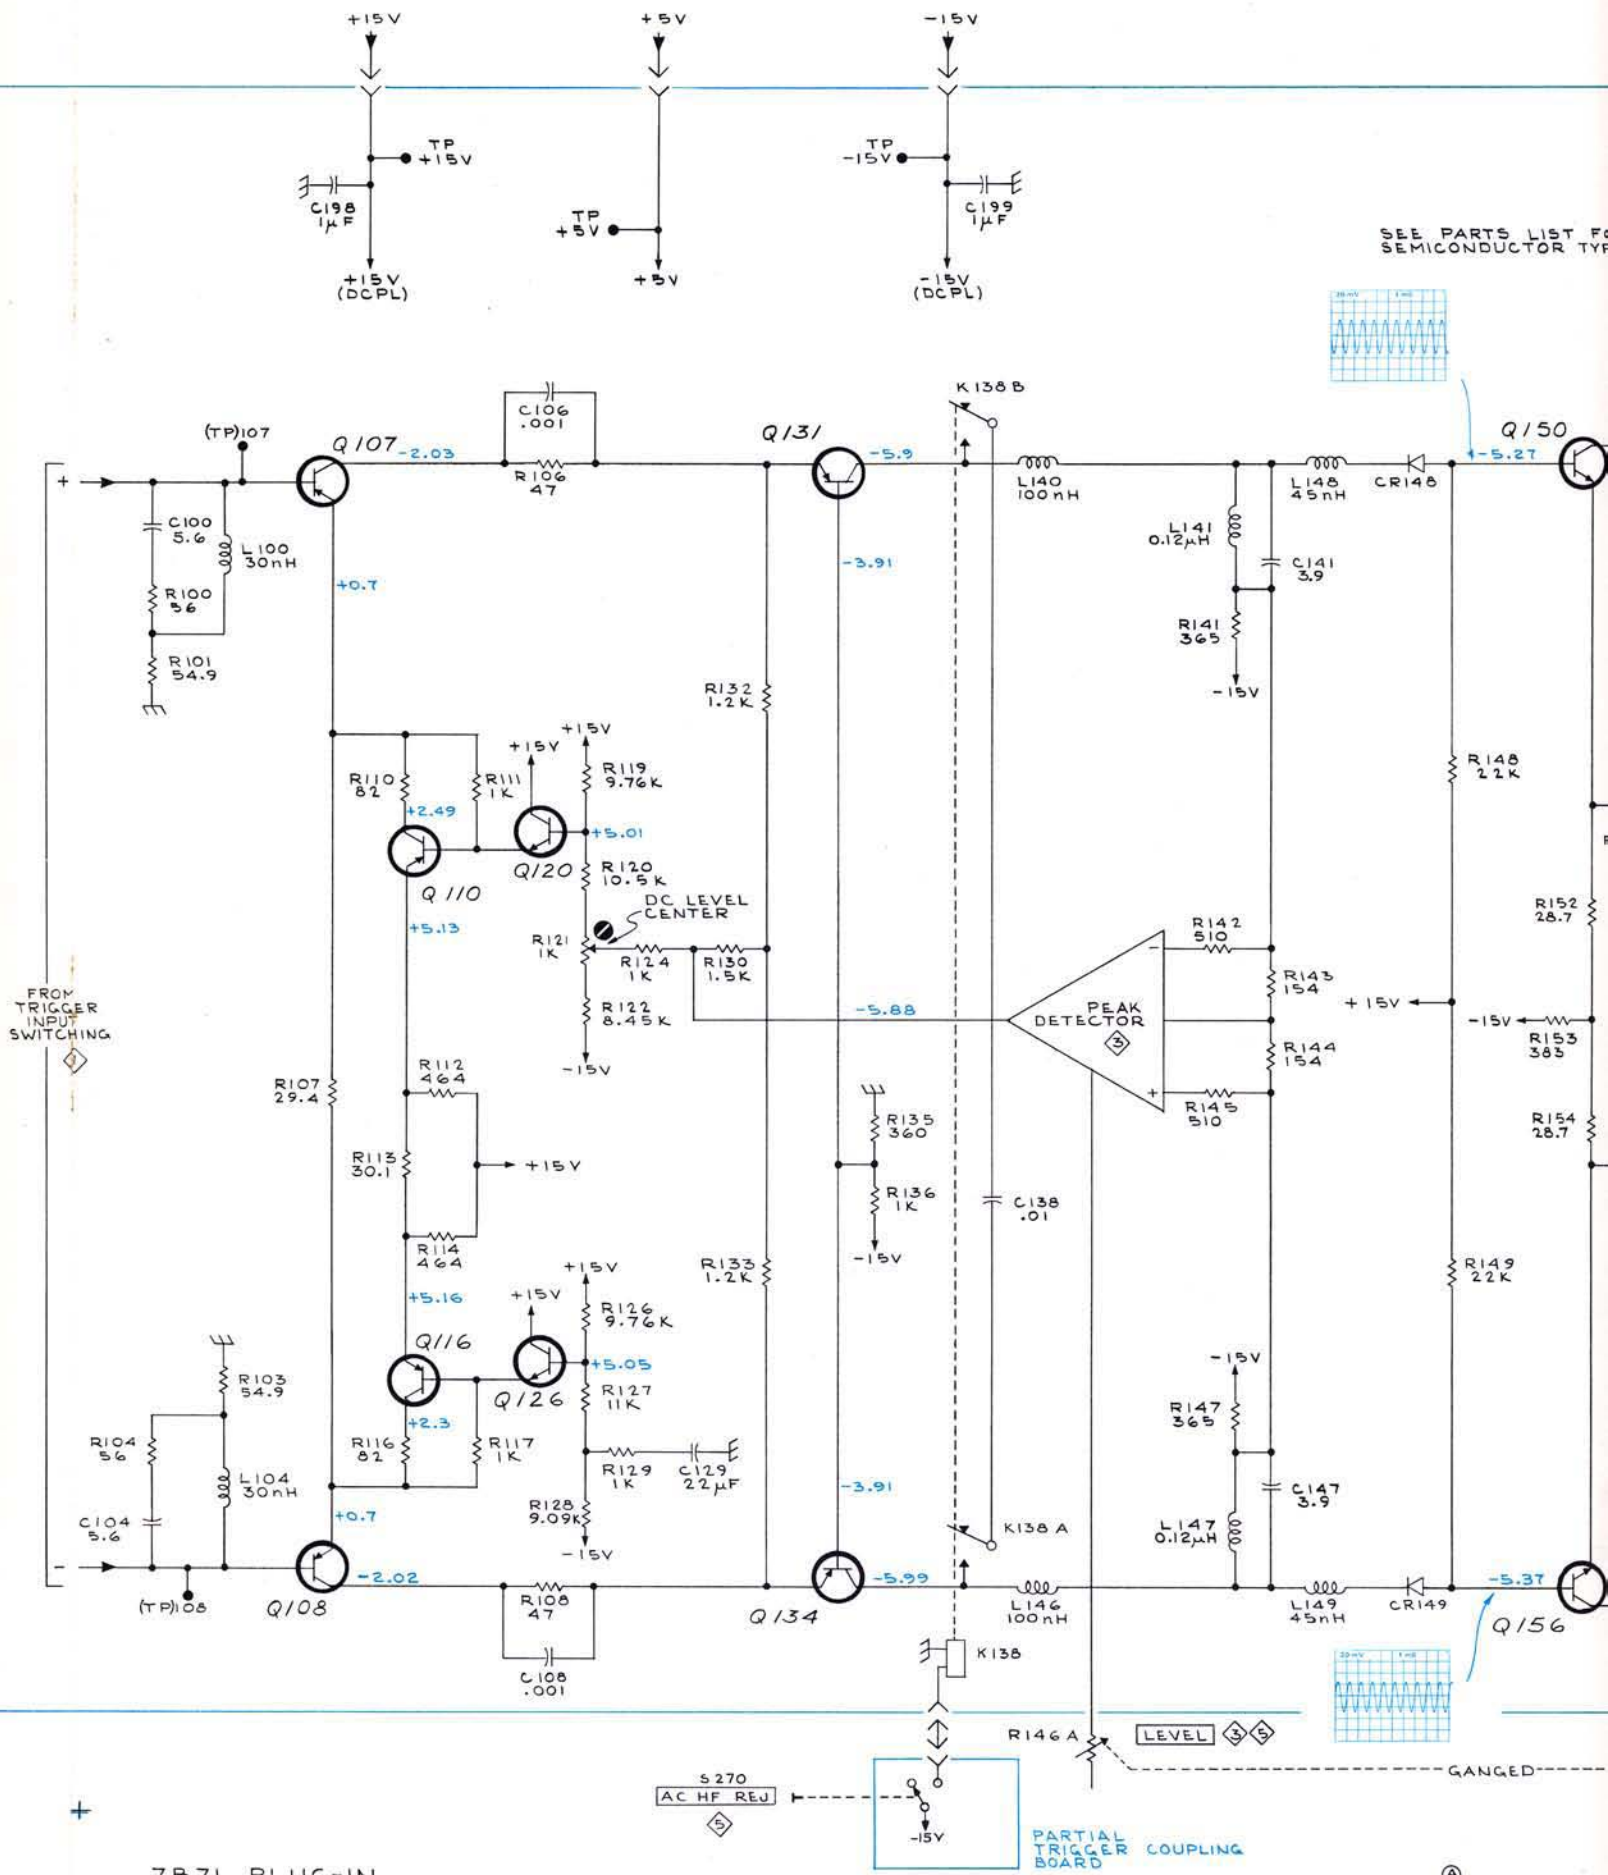 +15V
+5V
-15V
TP
+15V
TP
-15V
C198
1µF
TP
+5V
C199
1µF
+15V
(DCPL)
+5V
-15V
(DCPL)
SEE PARTS LIST
SEMICONDUCTOR
20 mV
K138B
C106
.001
(TP)107
Q107
-2.03
Q131
-5.9
Q150
-5.27
+
R106
47
L140
100nH
L148
45nH
CR148
C100
5.6
L100
30nH
L141
0.12µH
-3.91
C141
3.9
+0.7
R100
56
R141
365
R101
54.9
R132
1.2K
-15V
+15V
+15V
R119
9.76K
R148
22K
R110
82
R111
1K
+2.49
+5.01
Q120
R120
10.5K
Q110
DC LEVEL
CENTER
R152
28.7
+5.13
R121
1K
R124
1K
R130
1.5K
R142
510
-
R143
154
FROM
TRIGGER
INPUT
SWITCHING
1
R122
8.45K
-5.88
PEAK
DETECTOR
3
+15V
-15V
R153
383
R144
154
-15V
R112
464
R107
29.4
+
R145
510
R135
360
R154
28.7
R113
30.1
+15V
R136
1K
C138
.01
R114
464
-15V
R133
1.2K
+15V
R149
22K
+5.16
+15V
R126
9.76K
Q116
-15V
R103
54.9
+5.05
Q126
R127
11K
R147
365
+2.3
R104
56
R116
82
R117
1K
R129
1K
C129
22µF
L104
30nH
-3.91
C147
3.9
C104
5.6
+0.7
R128
9.09K
K138A
L147
0.12µH
-15V
-
-2.02
-5.99
-5.37
(TP)108
Q108
R108
47
Q134
L146
100nH
L149
45nH
CR149
Q156
K138
20 mV
C108
.001
R146A
LEVEL 3 5
GANGED
S270
AC HF REJ
5
-15V
PARTIAL
TRIGGER COUPLING
BOARD
7B71 PLUG-IN